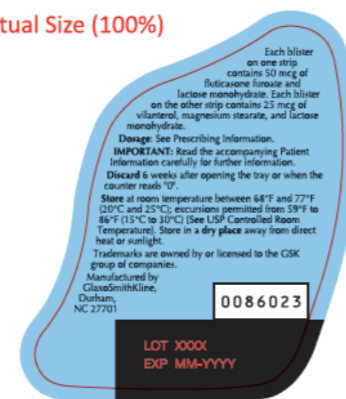 tual Size (100%)
Each blister
on one strip
contains 50 mcg of
fluticasone furoate and
lactose monohydrate. Each blister
on the other strip contains 25 mcg of
vilanterol, magnesium stearate, and lactose
monohydrate.
Dosage: See Prescribing Information.
IMPORTANT: Read the accompanying Patient
Information carefully for further information.
Discard 6 weeks after opening the tray or when the
counter reads "0".
Store at room temperature between 68°F and 77°F
(20°C and 25°C); excursions permitted from 59°F to
86°F (15°C to 30°C) [See USP Controlled Room
Temperature]. Store in a dry place away from direct
heat or sunlight.
Trademarks are owned by or licensed to the GSK
group of companies.
Manufactured by
GlaxoSmithKline,
Durham,
NC 27701
0086023
LOT XXXX
EXP MM-YYYY